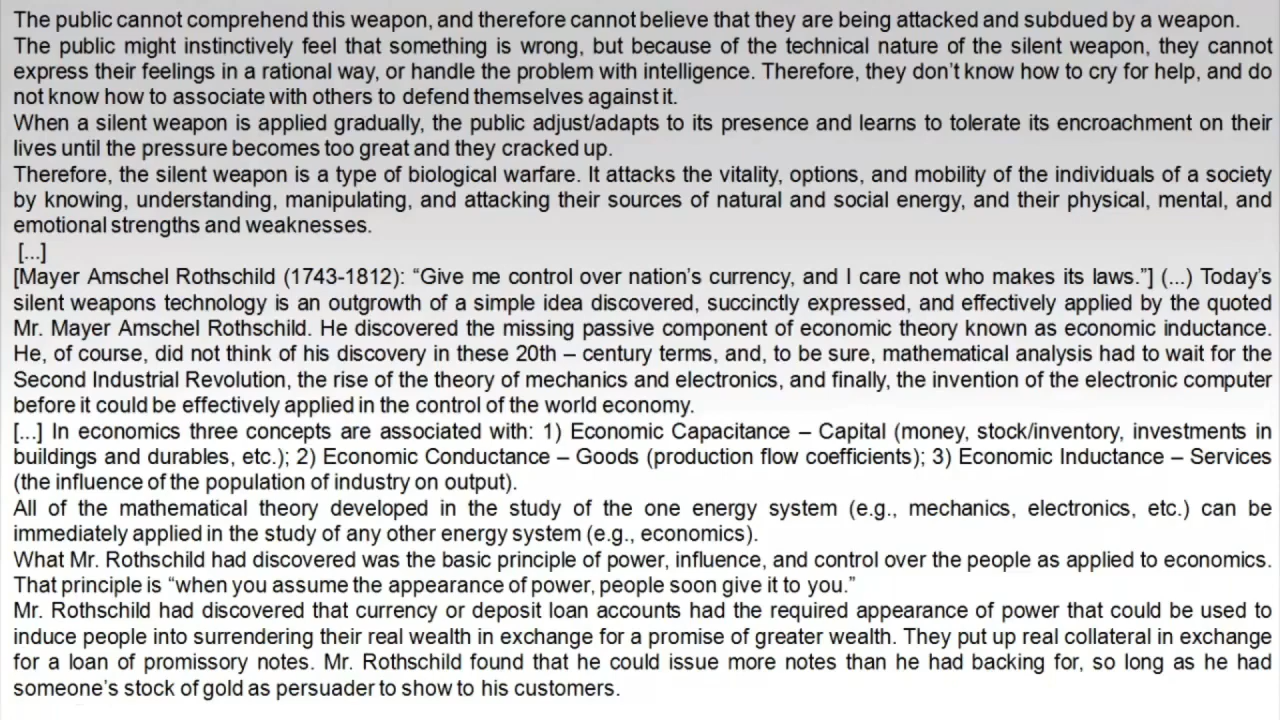 The public cannot comprehend this weapon, and therefore cannot believe that they are being attacked and subdued by a weapon.
The public might instinctively feel that something is wrong, but because of the technical nature of the silent weapon, they cannot
express their feelings in a rational way, or handle the problem with intelligence. Therefore, they don’t know how to cry for help, and do
not know how to associate with others to defend themselves against it.
When a silent weapon is applied gradually, the public adjust/adapts to its presence and learns to tolerate its encroachment on their
lives until the pressure becomes too great and they cracked up.
Therefore, the silent weapon is a type of biological warfare. It attacks the vitality, options, and mobility of the individuals of a society
by knowing, understanding, manipulating, and attacking their sources of natural and social energy, and their physical, mental, and
emotional strengths and weaknesses.
[...]
[Mayer Amschel Rothschild (1743-1812): “Give me control over nation’s currency, and I care not who makes its laws.”] (...) Today’s
silent weapons technology is an outgrowth of a simple idea discovered, succinctly expressed, and effectively applied by the quoted
Mr. Mayer Amschel Rothschild. He discovered the missing passive component of economic theory known as economic inductance.
He, of course, did not think of his discovery in these 20th – century terms, and, to be sure, mathematical analysis had to wait for the
Second Industrial Revolution, the rise of the theory of mechanics and electronics, and finally, the invention of the electronic computer
before it could be effectively applied in the control of the world economy.
[...] In economics three concepts are associated with: 1) Economic Capacitance – Capital (money, stock/inventory, investments in
buildings and durables, etc.); 2) Economic Conductance – Goods (production flow coefficients); 3) Economic Inductance – Services
(the influence of the population of industry on output).
All of the mathematical theory developed in the study of the one energy system (e.g., mechanics, electronics, etc.) can be
immediately applied in the study of any other energy system (e.g., economics).
What Mr. Rothschild had discovered was the basic principle of power, influence, and control over the people as applied to economics.
That principle is “when you assume the appearance of power, people soon give it to you.”
Mr. Rothschild had discovered that currency or deposit loan accounts had the required appearance of power that could be used to
induce people into surrendering their real wealth in exchange for a promise of greater wealth. They put up real collateral in exchange
for a loan of promissory notes. Mr. Rothschild found that he could issue more notes than he had backing for, so long as he had
someone’s stock of gold as persuader to show to his customers.